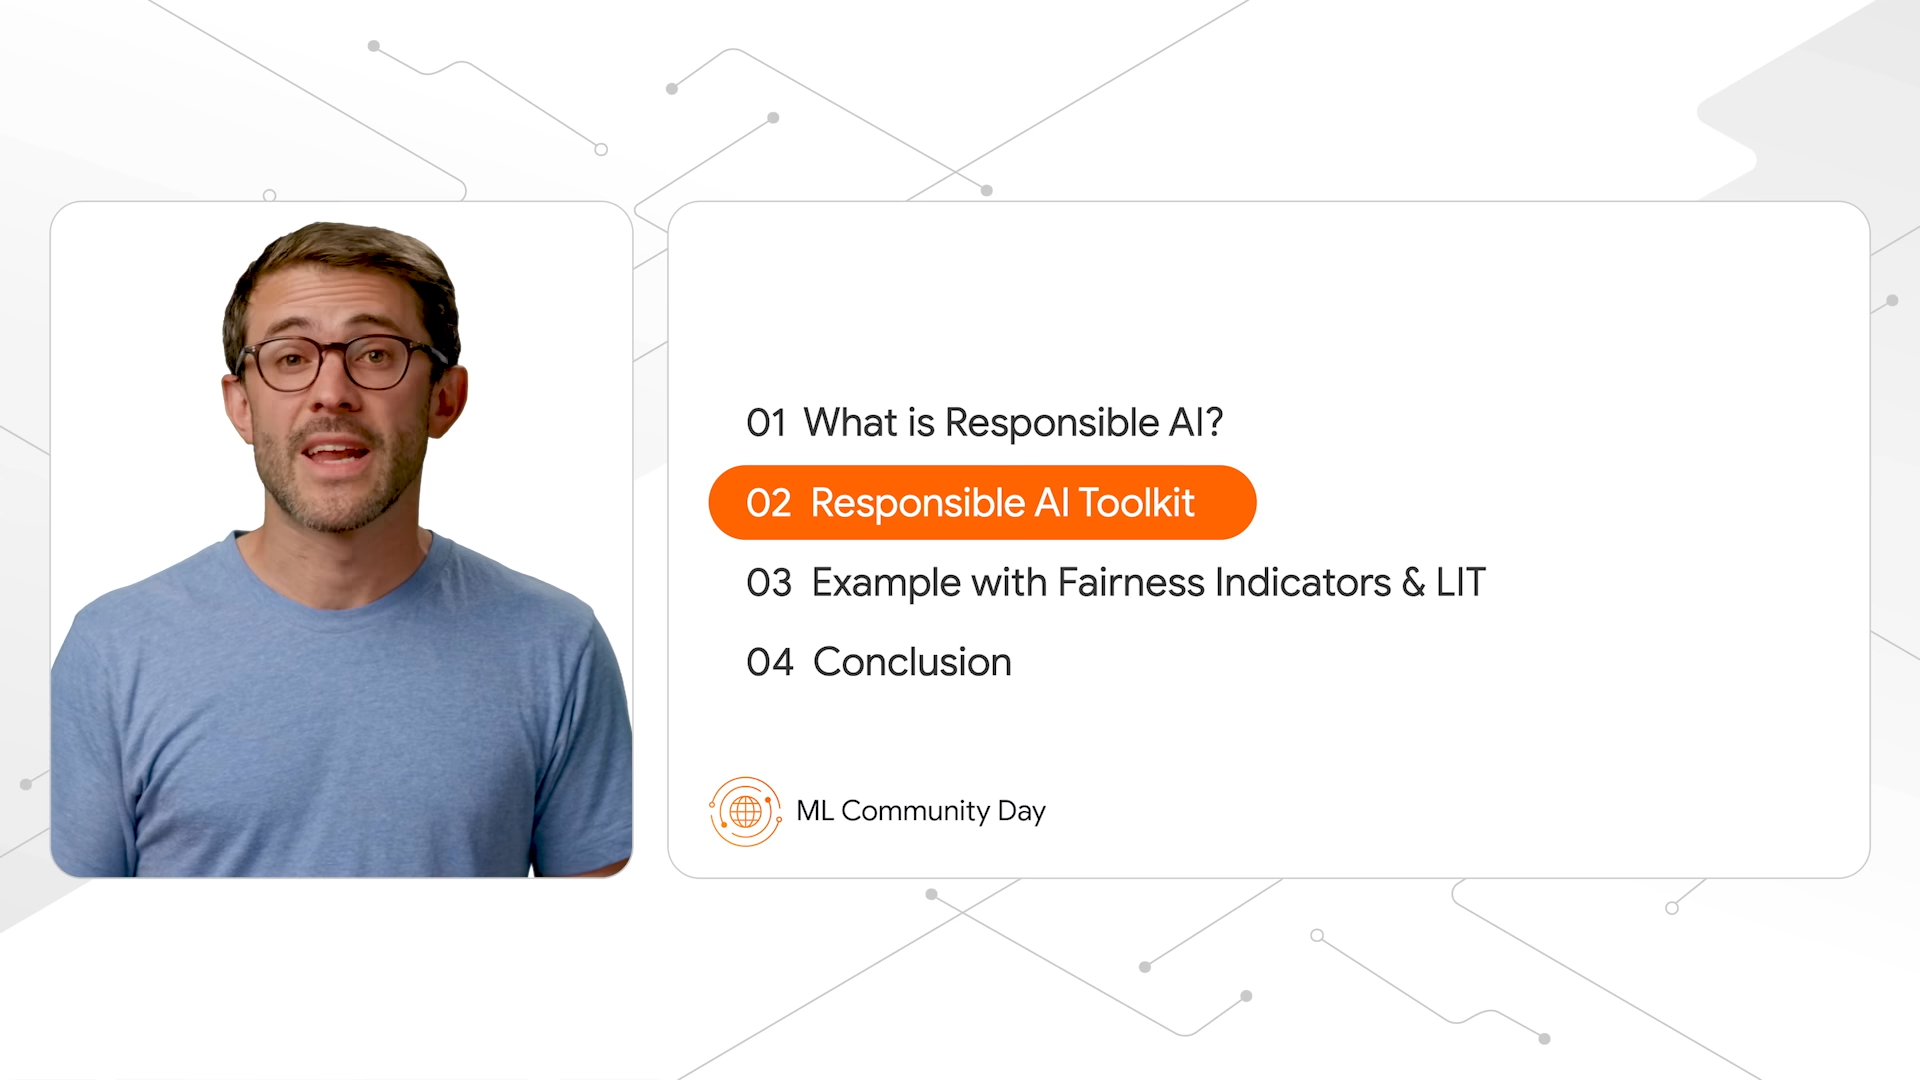 01 What is Responsible AI?
02 Responsible AI Toolkit
03 Example with Fairness Indicators & LIT
04 Conclusion
ML Community Day